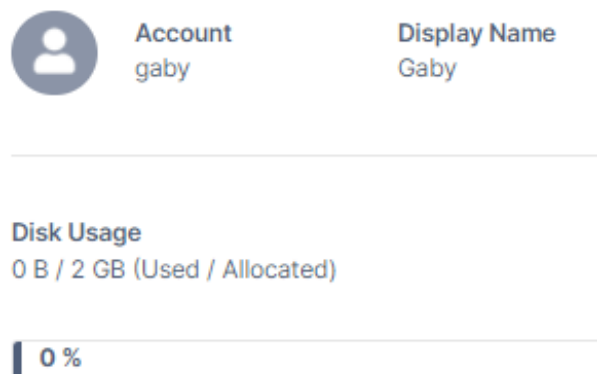 Account
gaby
Display Name
Gaby
Disk Usage
0 B / 2 GB (Used / Allocated)
0 %